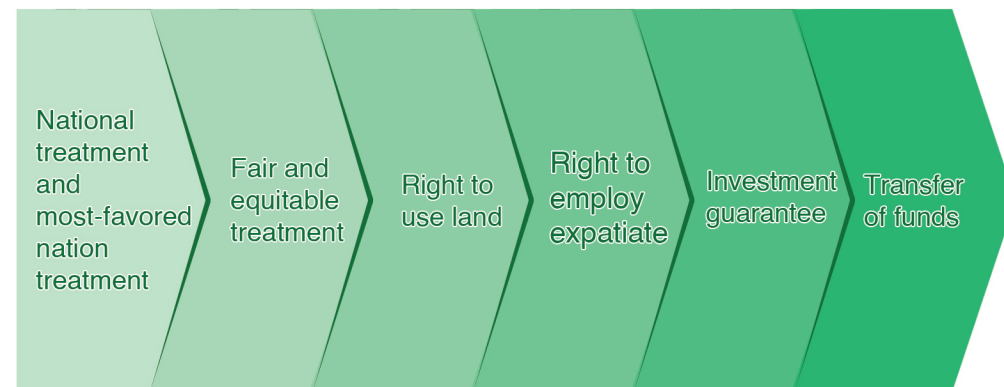 National
treatment
and
most-favored
nation
treatment
Fair and
equitable
treatment
Right to
use land
Right to
employ
expatiate
Investment
guarantee
Transfer
of funds